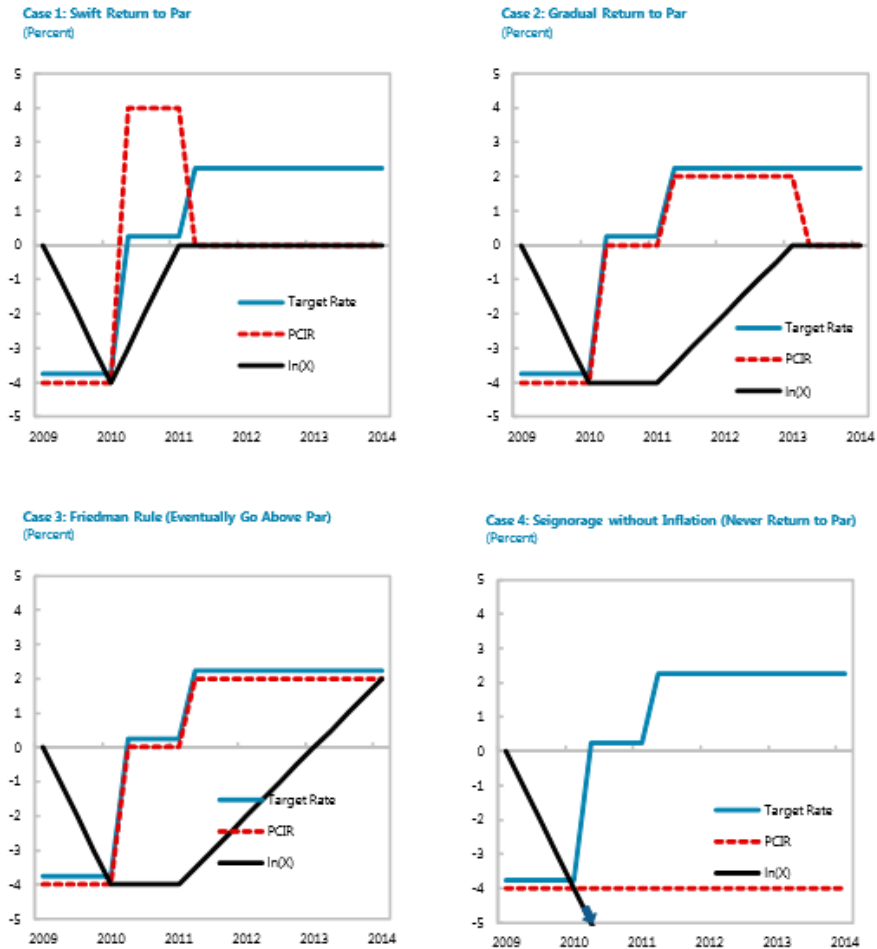 Case 1: Swift Return to Par
(Percent)
5
4
3
2
1
0
-1
-2
-3
-4
-5
Target Rate
PCIR
ln(X)
2009 2010 2011 2012 2013 2014
Case 2: Gradual Return to Par
(Percent)
5
4
3
2
1
0
-1
-2
-3
-4
-5
Target Rate
PCIR
ln(X)
2009 2010 2011 2012 2013 2014
Case 3: Friedman Rule (Eventually Go Above Par)
(Percent)
5
4
3
2
1
0
-1
-2
-3
-4
-5
Target Rate
PCIR
ln(X)
2009 2010 2011 2012 2013 2014
Case 4: Seignorage without Inflation (Never Return to Par)
(Percent)
5
4
3
2
1
0
-1
-2
-3
-4
-5
Target Rate
PCIR
ln(X)
2009 2010 2011 2012 2013 2014